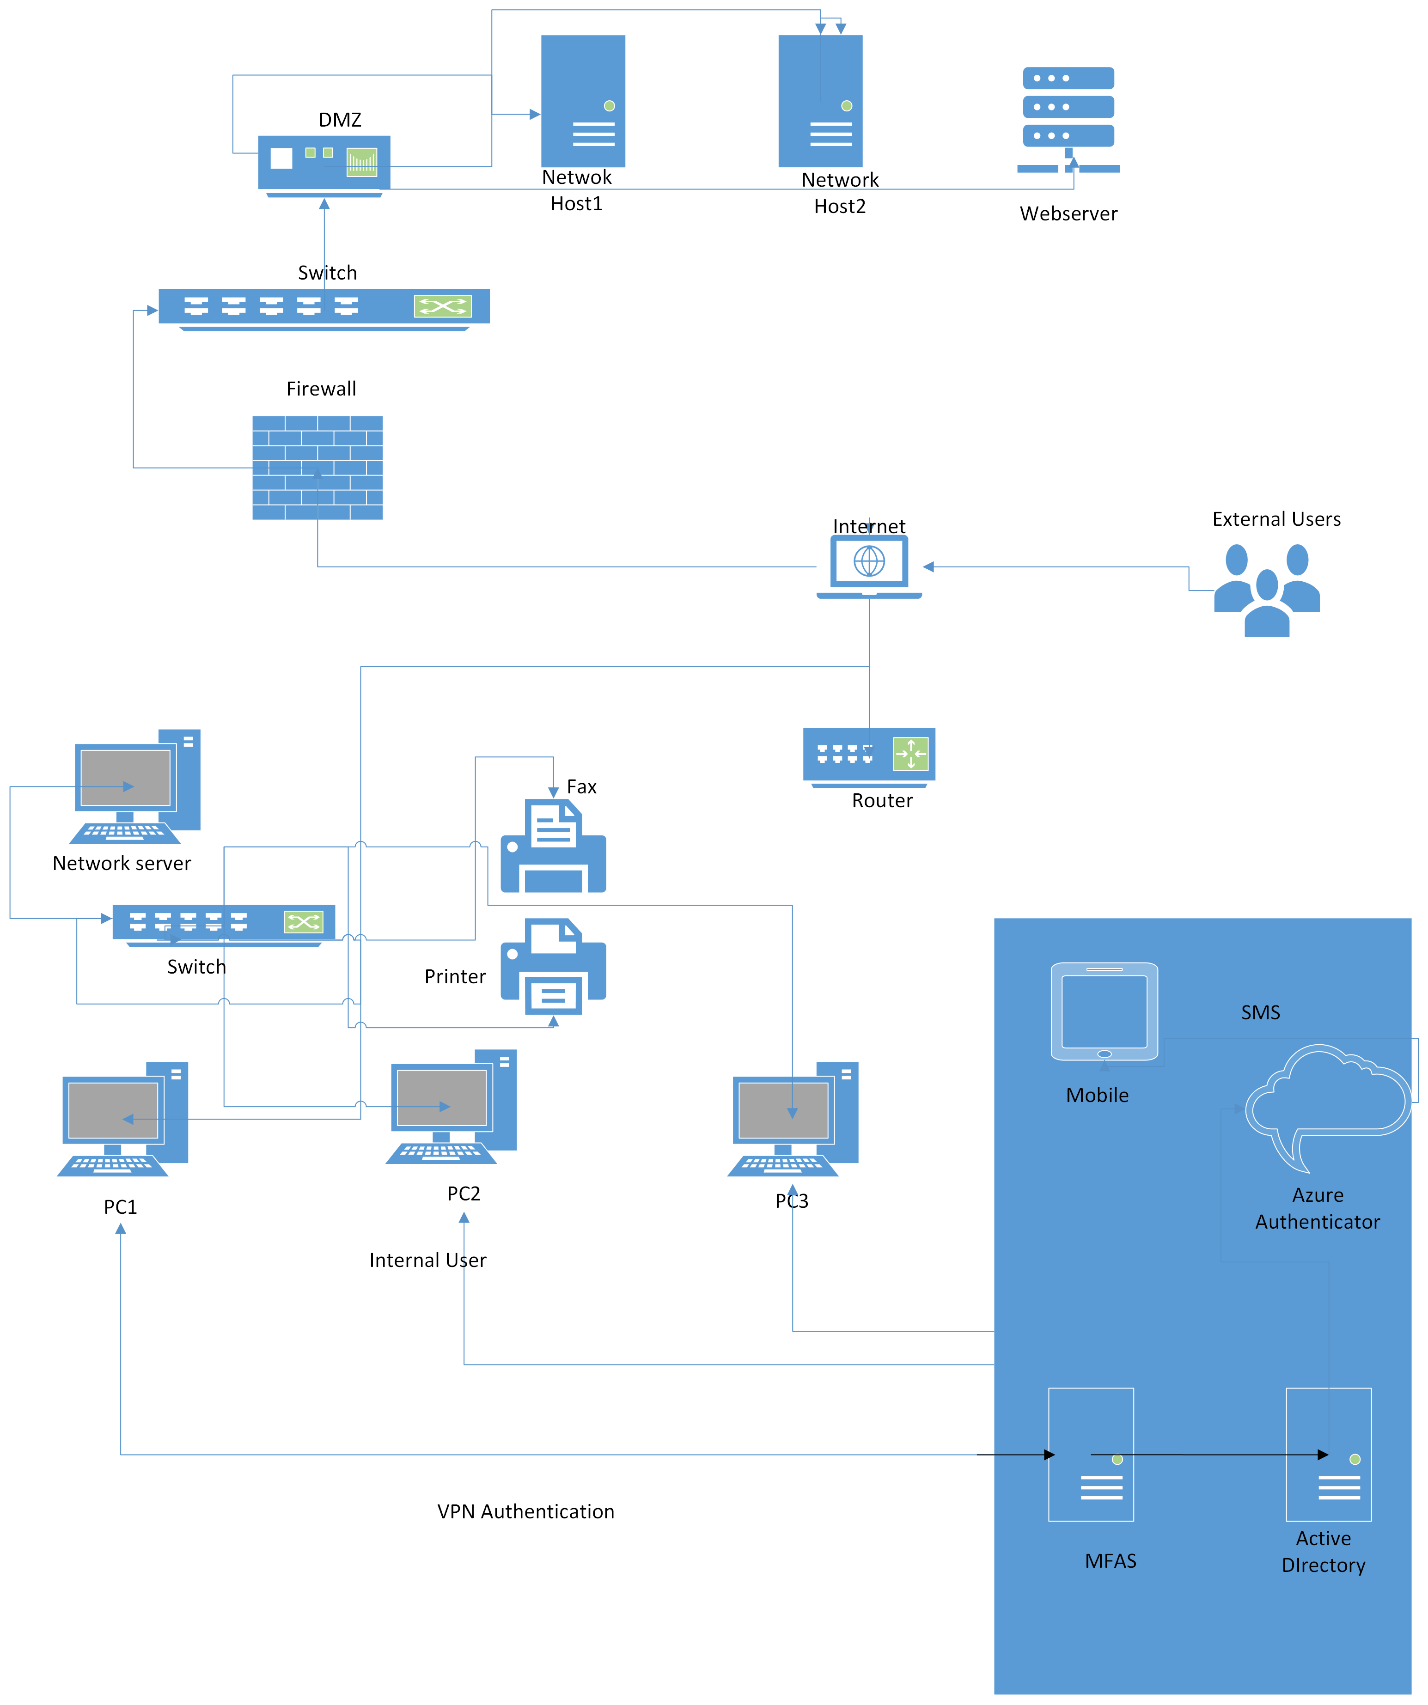 DMZ
Netwok
Host1
Network
Host2
Webserver
Switch
Firewall
Internet
External Users
Router
Fax
Network server
Switch
Printer
SMS
Mobile
PC1
PC2
PC3
Azure
Authenticator
Internal User
VPN Authentication
MFAS
Active
DIrectory